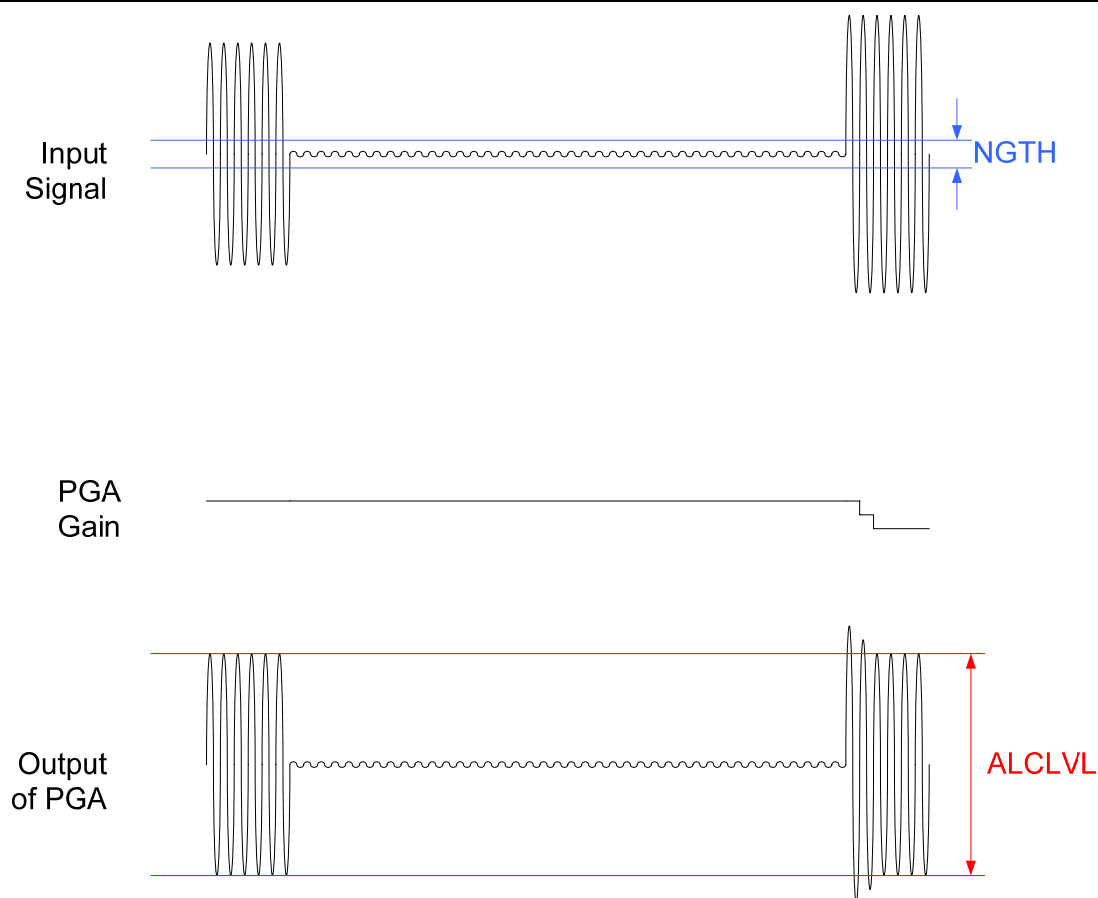 Input
Signal
NGTH
PGA
Gain
Output
of PGA
ALCLVL